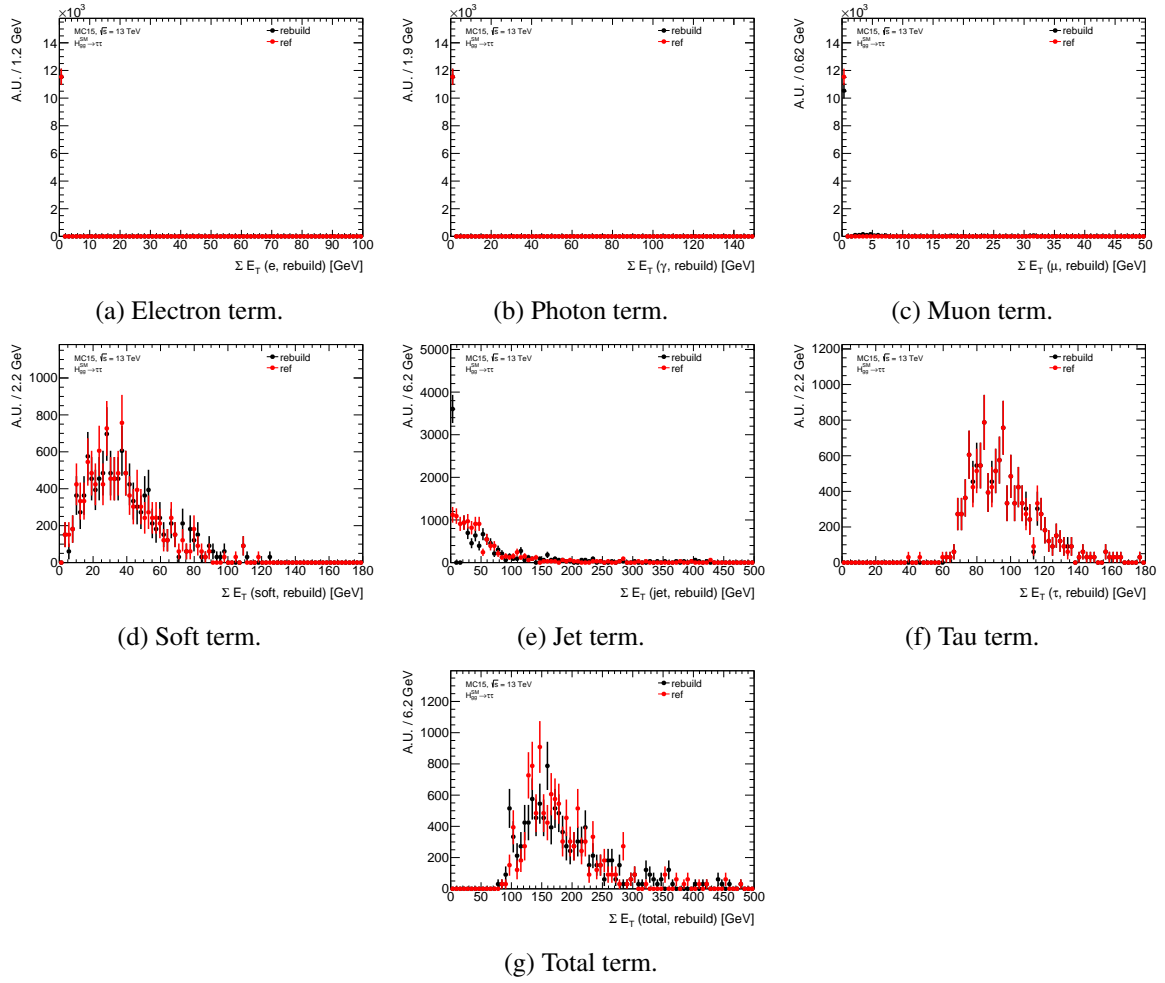 ×10³
A.U. / 1.2 GeV
MC15, √s = 13 TeV
H^SM_gg→ττ
rebuild
ref
0 2 4 6 8 10 12 14
0 10 20 30 40 50 60 70 80 90 100
Σ E_T (e, rebuild) [GeV]
(a) Electron term.
×10³
A.U. / 1.9 GeV
MC15, √s = 13 TeV
H^SM_gg→ττ
rebuild
ref
0 2 4 6 8 10 12 14
0 20 40 60 80 100 120 140
Σ E_T (γ, rebuild) [GeV]
(b) Photon term.
×10³
A.U. / 0.62 GeV
MC15, √s = 13 TeV
H^SM_gg→ττ
rebuild
ref
0 2 4 6 8 10 12 14
0 5 10 15 20 25 30 35 40 45 50
Σ E_T (μ, rebuild) [GeV]
(c) Muon term.
A.U. / 2.2 GeV
MC15, √s = 13 TeV
H^SM_gg→ττ
rebuild
ref
0 200 400 600 800 1000
0 20 40 60 80 100 120 140 160 180
Σ E_T (soft, rebuild) [GeV]
(d) Soft term.
A.U. / 6.2 GeV
MC15, √s = 13 TeV
H^SM_gg→ττ
rebuild
ref
0 1000 2000 3000 4000 5000
0 50 100 150 200 250 300 350 400 450 500
Σ E_T (jet, rebuild) [GeV]
(e) Jet term.
A.U. / 2.2 GeV
MC15, √s = 13 TeV
H^SM_gg→ττ
rebuild
ref
0 200 400 600 800 1000 1200
0 20 40 60 80 100 120 140 160 180
Σ E_T (τ, rebuild) [GeV]
(f) Tau term.
A.U. / 6.2 GeV
MC15, √s = 13 TeV
H^SM_gg→ττ
rebuild
ref
0 200 400 600 800 1000 1200 1400
0 50 100 150 200 250 300 350 400 450 500
Σ E_T (total, rebuild) [GeV]
(g) Total term.